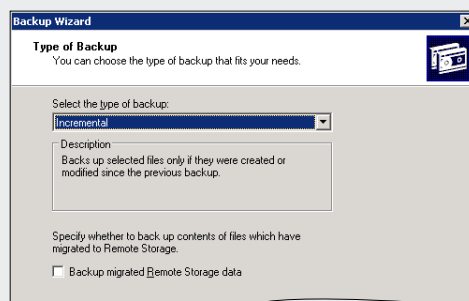 Backup Wizard
Type of Backup
You can choose the type of backup that fits your needs.
Select the type of backup:
Incremental
Description
Backs up selected files only if they were created or
modified since the previous backup.
Specify whether to back up contents of files which have
migrated to Remote Storage.
Backup migrated Remote Storage data